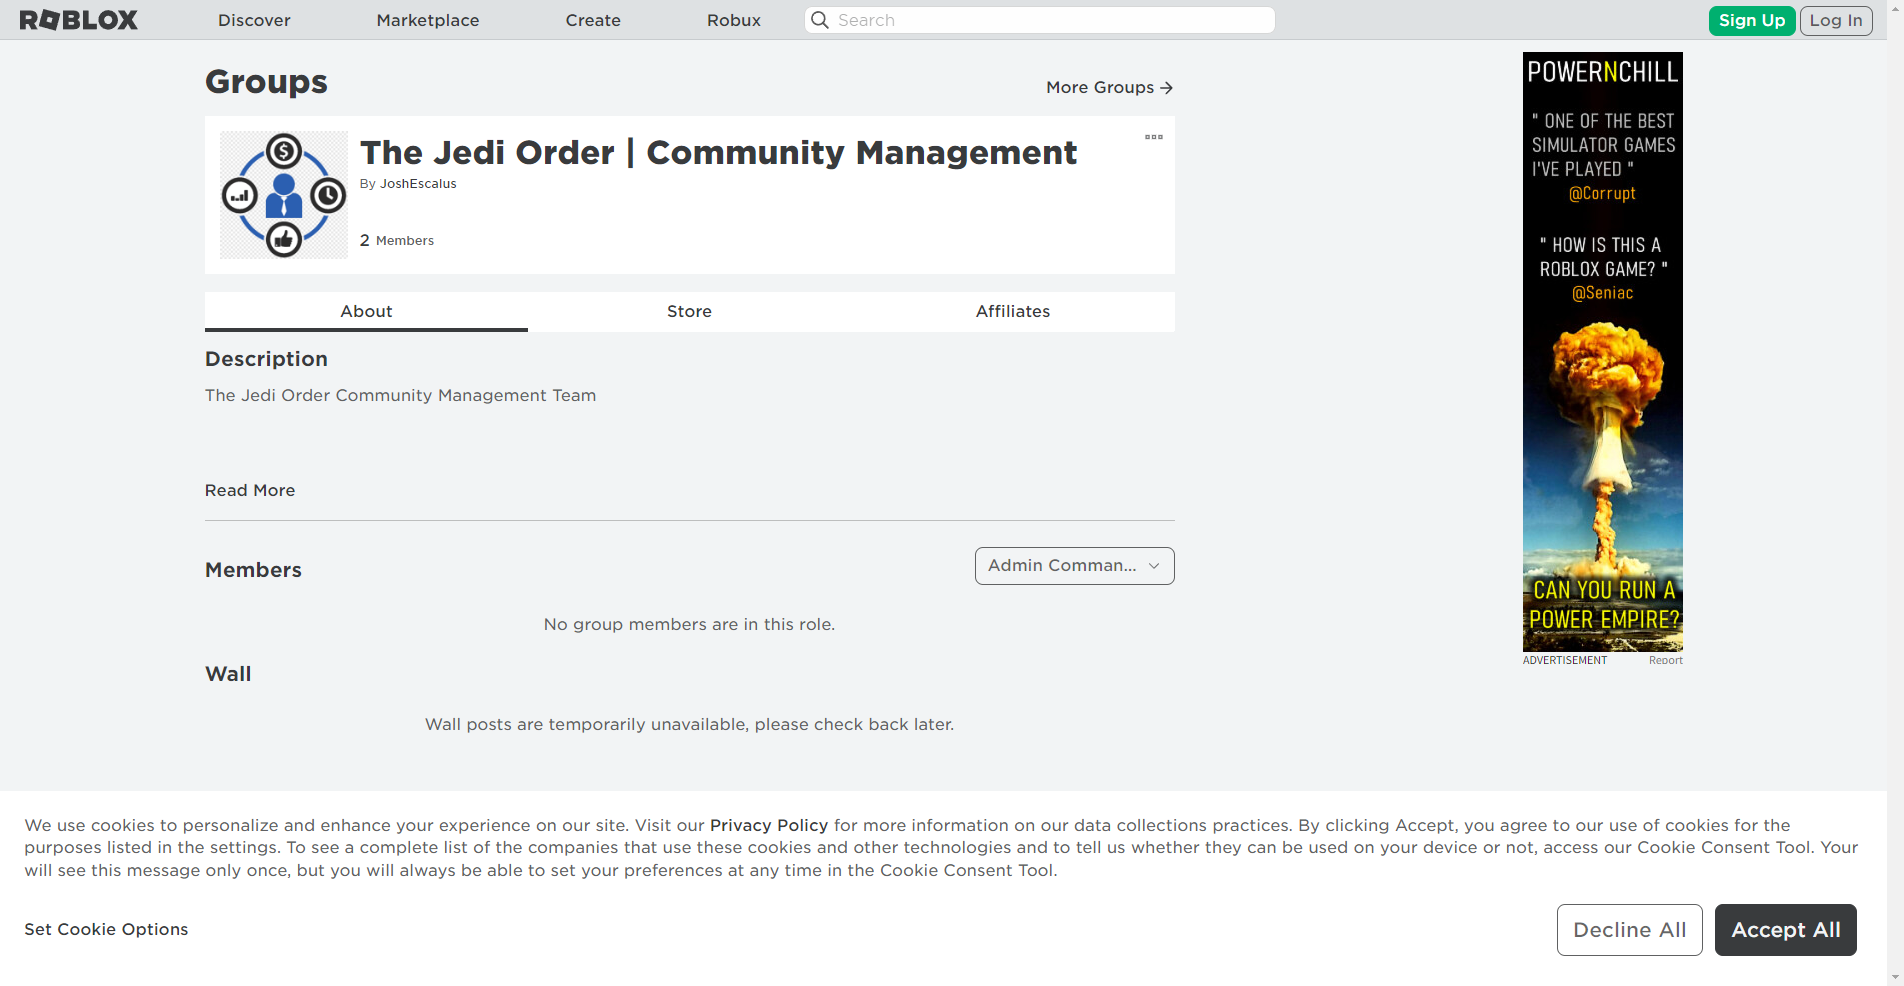 ROBLOX
Discover
Marketplace
Create
Robux
Search
Sign Up
Log In
Groups
More Groups
The Jedi Order | Community Management
By JoshEscalus
2 Members
About
Store
Affiliates
Description
The Jedi Order Community Management Team
Read More
Members
Admin Comman...
No group members are in this role.
Wall
Wall posts are temporarily unavailable, please check back later.
POWERNCHILL
" ONE OF THE BEST
SIMULATOR GAMES
I'VE PLAYED "
@Corrupt
" HOW IS THIS A
ROBLOX GAME? "
@Seniac
CAN YOU RUN A
POWER EMPIRE?
ADVERTISEMENT
Report
We use cookies to personalize and enhance your experience on our site. Visit our Privacy Policy for more information on our data collections practices. By clicking Accept, you agree to our use of cookies for the
purposes listed in the settings. To see a complete list of the companies that use these cookies and other technologies and to tell us whether they can be used on your device or not, access our Cookie Consent Tool. Your
will see this message only once, but you will always be able to set your preferences at any time in the Cookie Consent Tool.
Set Cookie Options
Decline All
Accept All